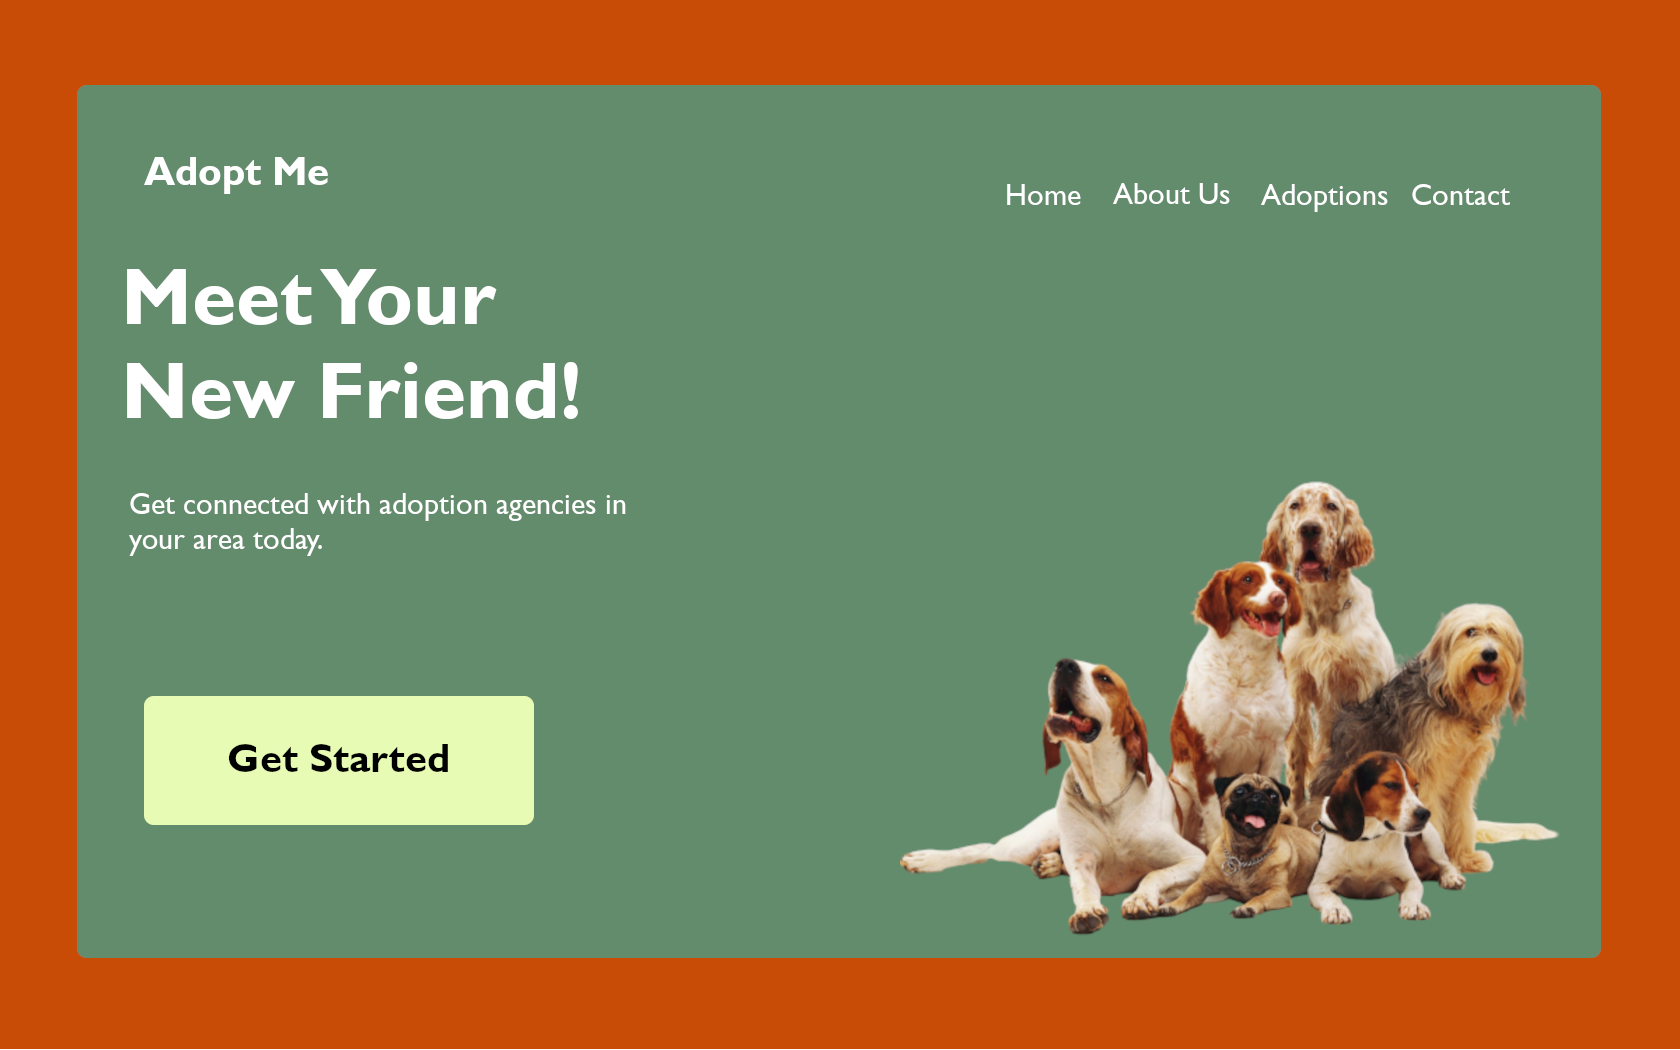 Adopt Me
Home About Us Adoptions Contact
Meet Your
New Friend!
Get connected with adoption agencies in
your area today.
Get Started